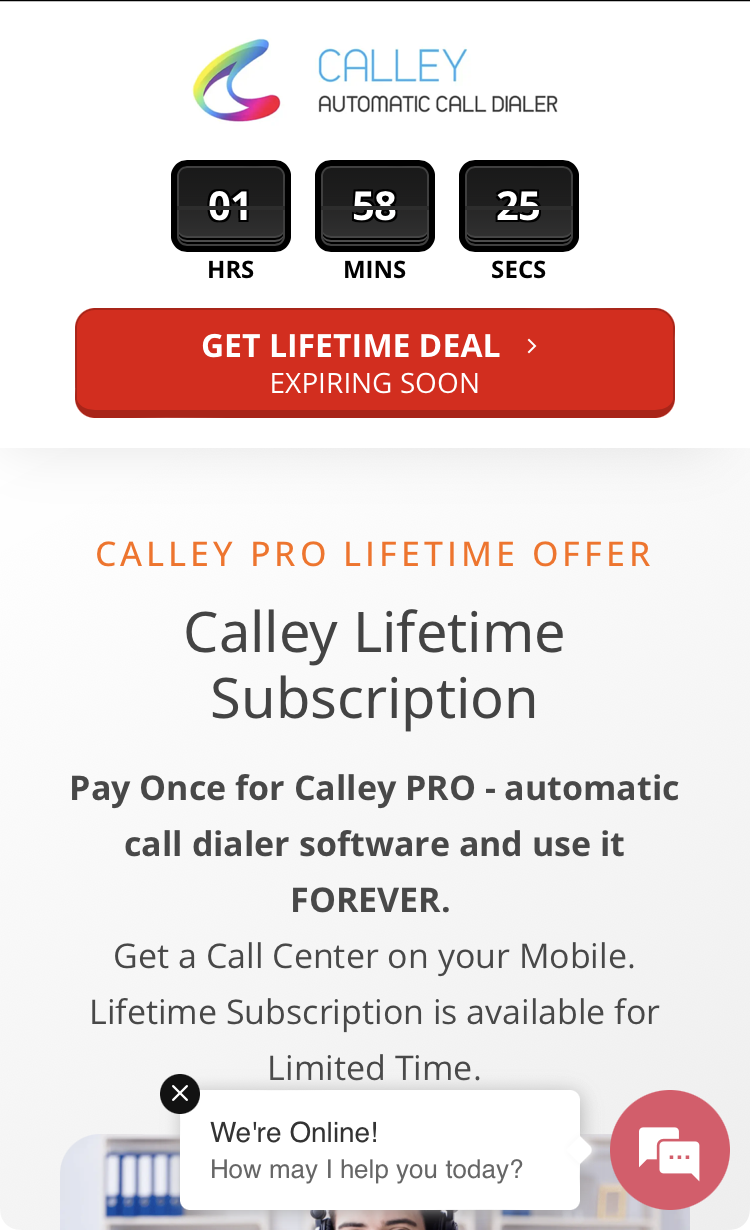 CALLEY
AUTOMATIC CALL DIALER
01 58 25
HRS MINS SECS
GET LIFETIME DEAL
EXPIRING SOON
CALLEY PRO LIFETIME OFFER
Calley Lifetime
Subscription
Pay Once for Calley PRO - automatic
call dialer software and use it
FOREVER.
Get a Call Center on your Mobile.
Lifetime Subscription is available for
Limited Time.
We're Online!
How may I help you today?